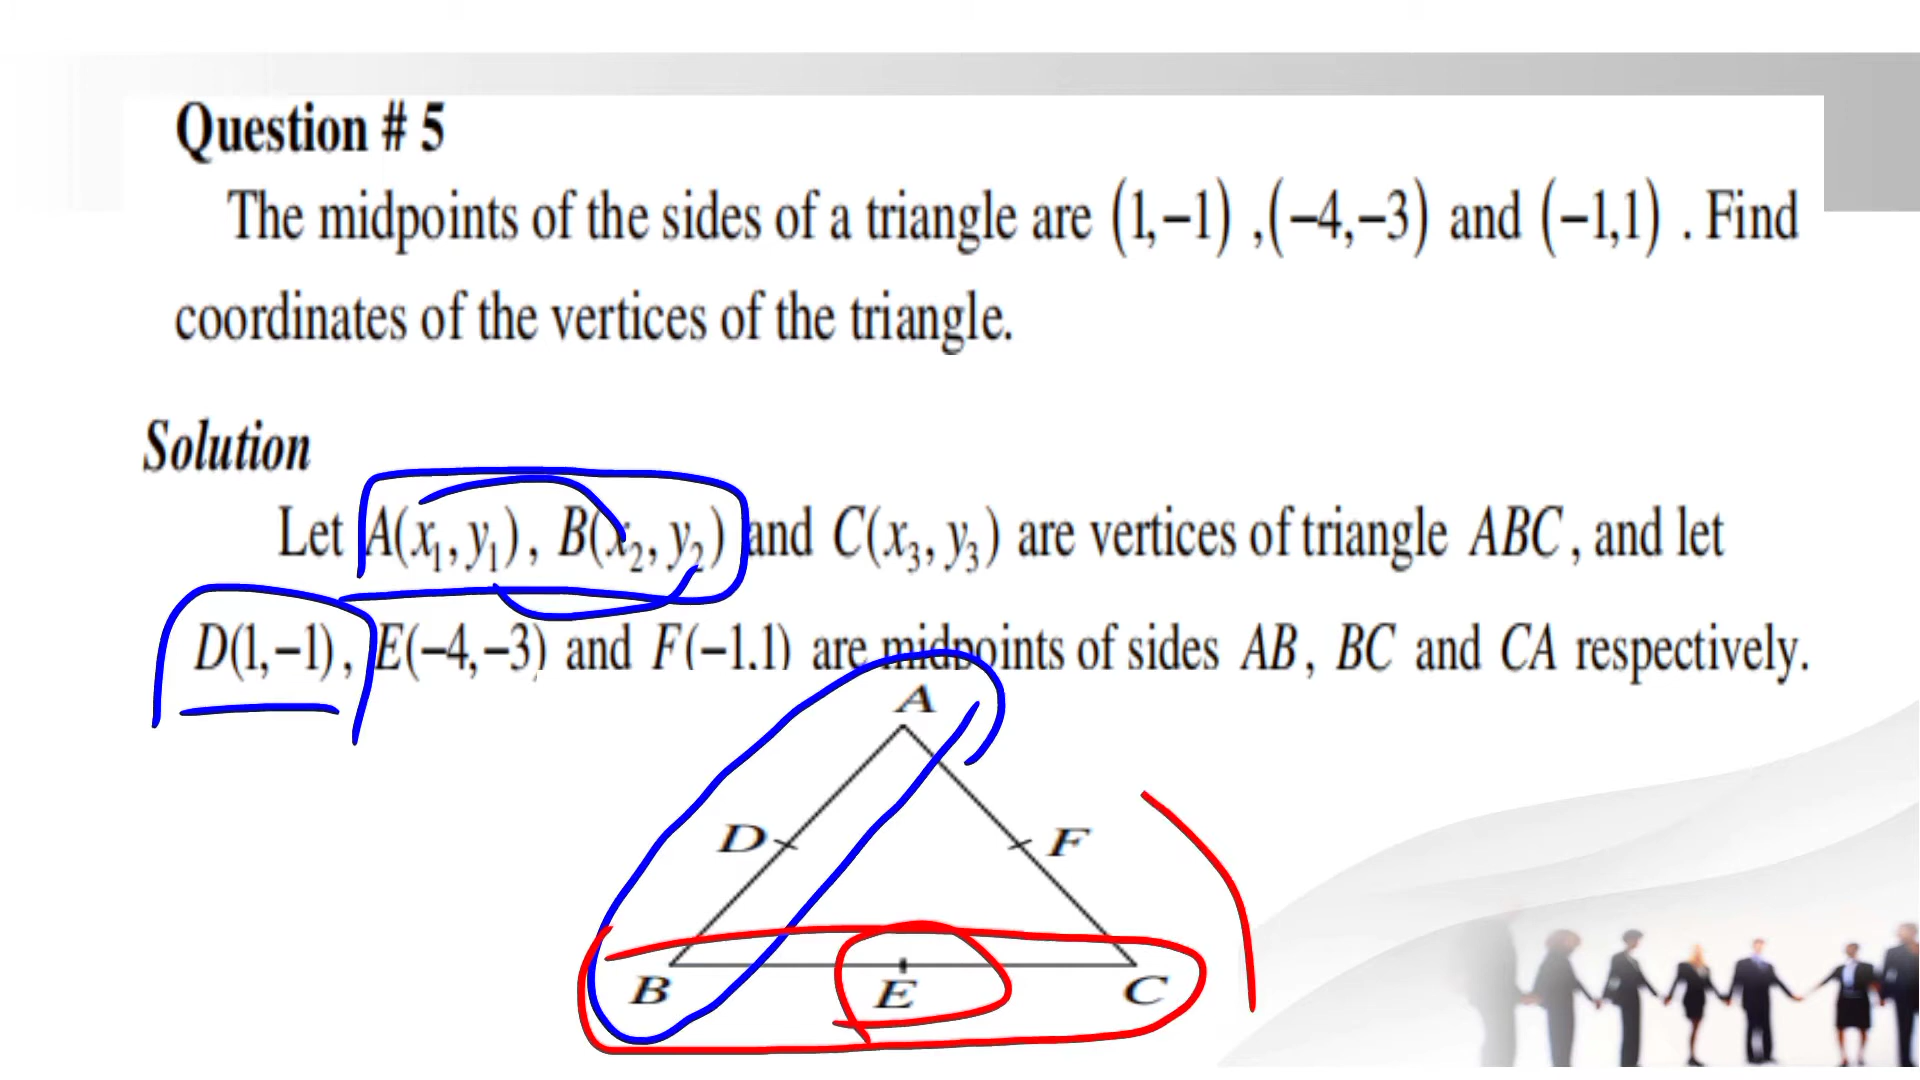 Question # 5
The midpoints of the sides of a triangle are (1,−1) ,(−4,−3) and (−1,1) . Find
coordinates of the vertices of the triangle.
Solution
Let A(x₁, y₁), B(x₂, y₂) and C(x₃, y₃) are vertices of triangle ABC, and let
D(1,−1), E(−4,−3) and F(−1,1) are midpoints of sides AB, BC and CA respectively.
A
D F
B E C